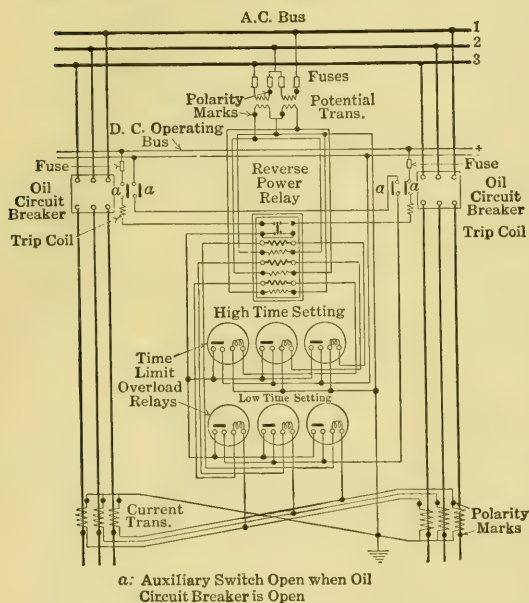 A.C. Bus
1
2
3
Fuses
Polarity
Marks
Potential
Trans.
D. C. Operating
Bus
+
-
Fuse
Fuse
Reverse
Power
Relay
Oil
Circuit
Breaker
a
a
a
a
Oil
Circuit
Breaker
Trip Coil
Trip Coil
High Time Setting
Time
Limit
Overload
Relays
Low Time Setting
Current
Trans.
Polarity
Marks
a: Auxiliary Switch Open when Oil
Circuit Breaker is Open